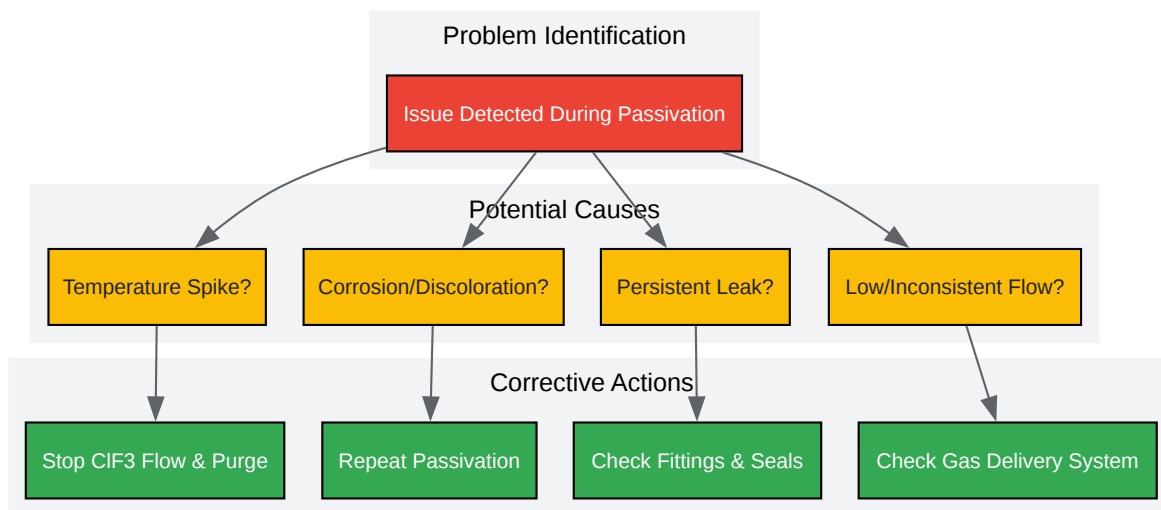 Problem Identification
Issue Detected During Passivation
Potential Causes
Temperature Spike?
Corrosion/Discoloration?
Persistent Leak?
Low/Inconsistent Flow?
Corrective Actions
Stop ClF3 Flow & Purge
Repeat Passivation
Check Fittings & Seals
Check Gas Delivery System